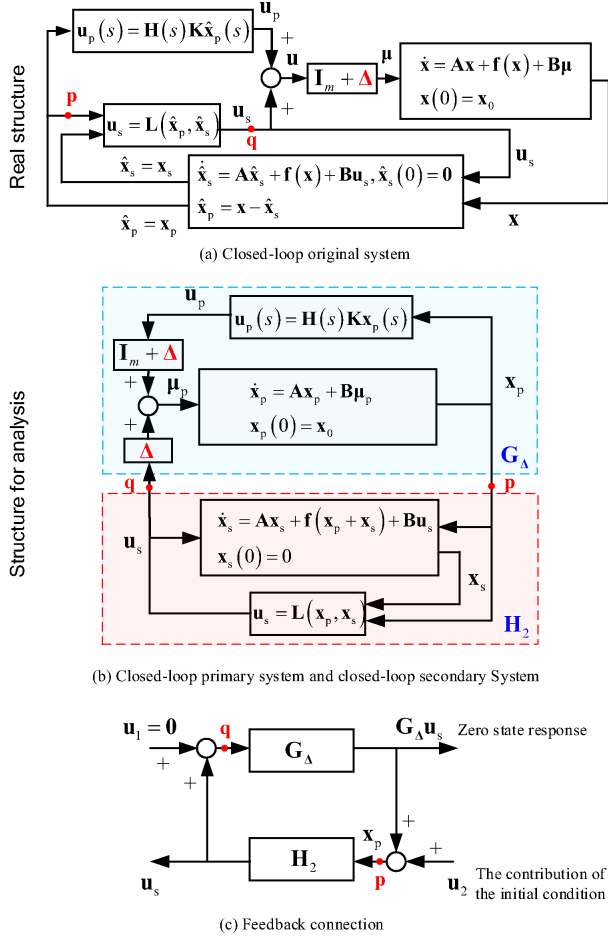 Real structure
u_p(s) = H(s)Kx̂_p(s)
u_p
+
u
+
I_m + Δ
μ
ẋ = Ax + f(x) + Bμ
x(0) = x_0
p
u_s = L(x̂_p, x̂_s)
u_s
q
u_s
x̂_s = x_s
x̂̇_s = Ax̂_s + f(x) + Bu_s, x̂_s(0) = 0
x̂_p = x − x̂_s
x̂_p = x_p
x
(a) Closed-loop original system
Structure for analysis
u_p
u_p(s) = H(s)Kx_p(s)
I_m + Δ
+
μ_p
+
ẋ_p = Ax_p + Bμ_p
x_p(0) = x_0
x_p
Δ
G_Δ
q
p
u_s
ẋ_s = Ax_s + f(x_p + x_s) + Bu_s
x_s(0) = 0
x_s
u_s = L(x_p, x_s)
H_2
(b) Closed-loop primary system and closed-loop secondary System
u_1 = 0
+
q
+
G_Δ
G_Δu_s
Zero state response
+
x_p
+
H_2
p
u_s
u_2
The contribution of
the initial condition
(c) Feedback connection